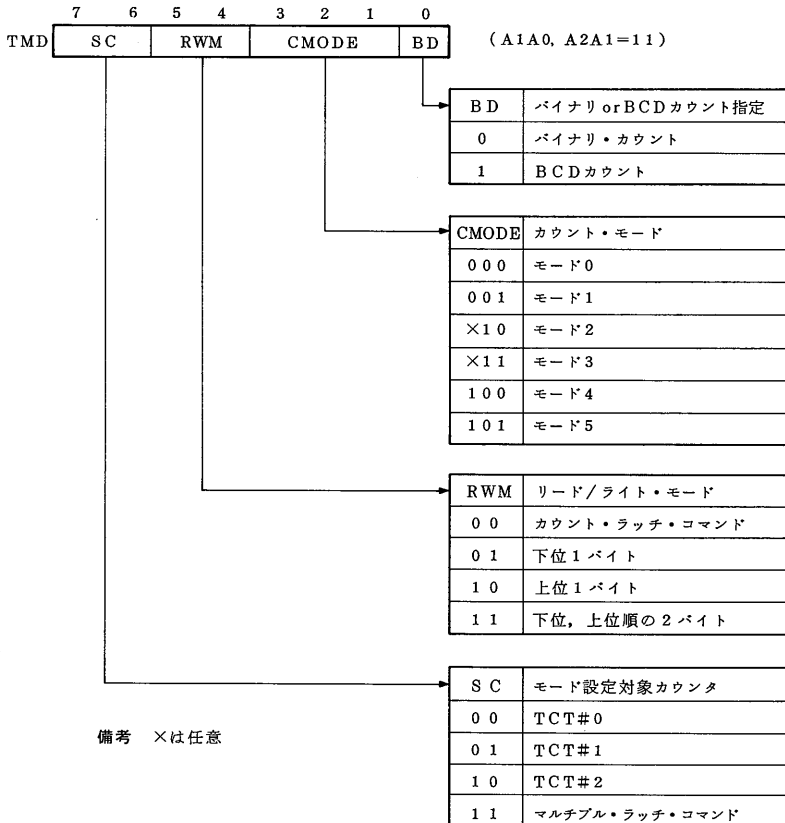 7 6 5 4 3 2 1 0
TMD SC RWM CMODE BD (A1A0, A2A1=11)
BD バイナリorBCDカウント指定
0 バイナリ・カウント
1 BCDカウント
CMODE カウント・モード
000 モード0
001 モード1
×10 モード2
×11 モード3
100 モード4
101 モード5
RWM リード/ライト・モード
00 カウント・ラッチ・コマンド
01 下位1バイト
10 上位1バイト
11 下位,上位順の2バイト
SC モード設定対象カウンタ
00 TCT#0
01 TCT#1
10 TCT#2
11 マルチプル・ラッチ・コマンド
備考 ×は任意